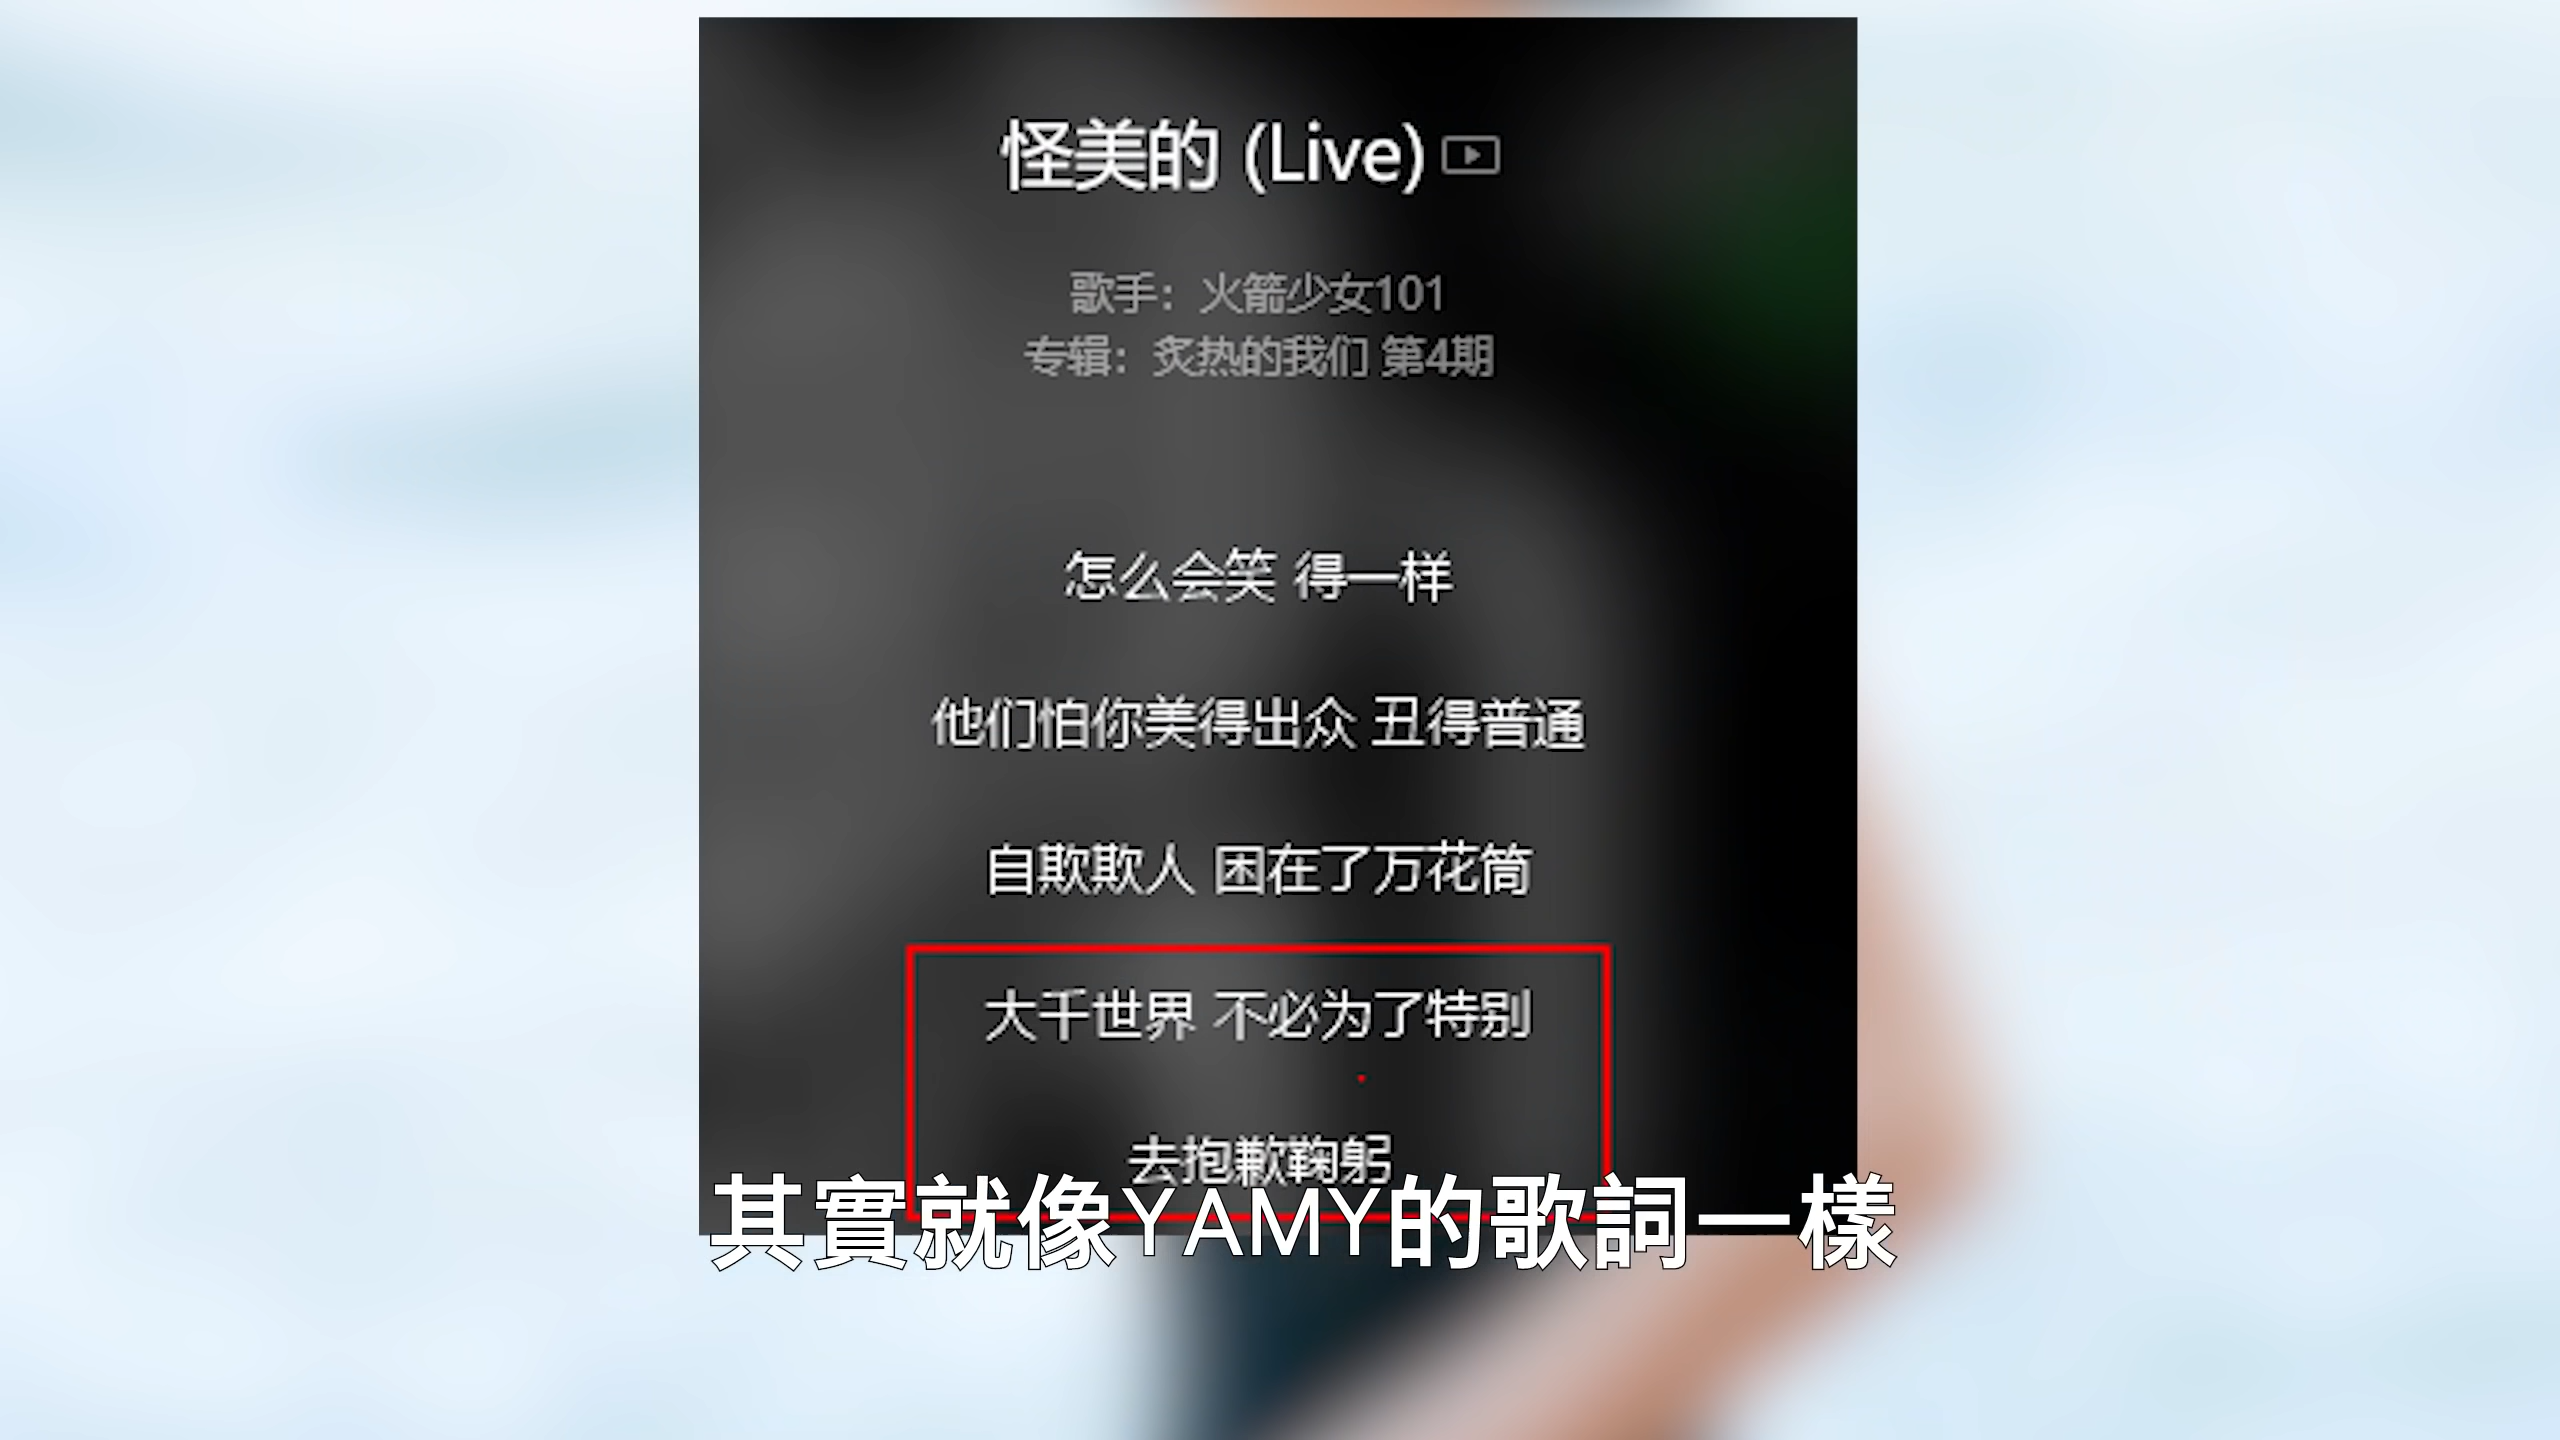 怪美的 (Live)
歌手：火箭少女101
专辑：炙热的我们 第4期
怎么会笑 得一样
他们怕你美得出众 丑得普通
自欺欺人 困在了万花筒
大千世界 不必为了特别
去抱歉鞠躬
其實就像YAMY的歌詞一樣